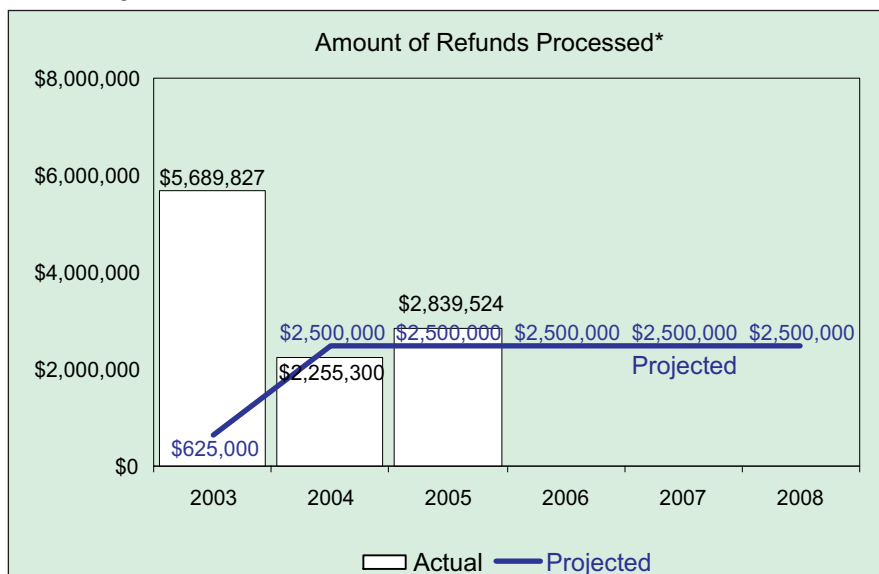 Amount of Refunds Processed*
$8,000,000
$6,000,000
$5,689,827
$4,000,000
$2,839,524
$2,500,000 $2,500,000 $2,500,000 $2,500,000 $2,500,000
$2,000,000
$2,255,300
Projected
$625,000
$0
2003 2004 2005 2006 2007 2008
Actual Projected